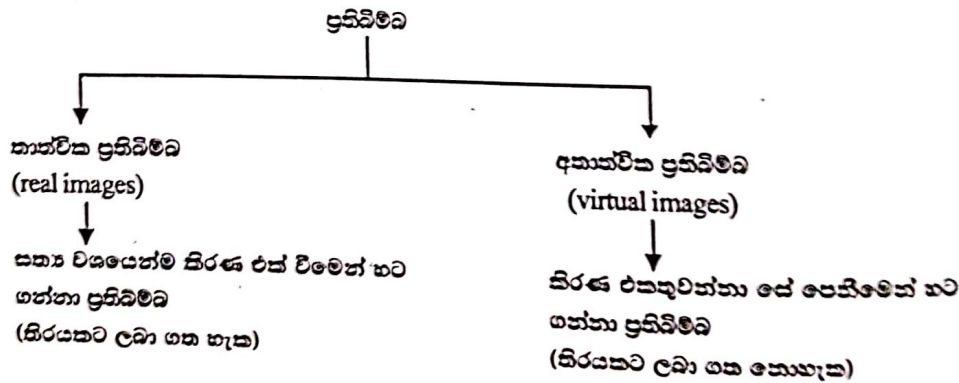 ප්‍රතිබිම්බ
තාත්වික ප්‍රතිබිම්බ
(real images)
සත්‍ය වශයෙන්ම කිරණ එක් වීමෙන් හට
ගන්නා ප්‍රතිබිම්බ
(තිරයකට ලබා ගත හැක)
අතාත්වික ප්‍රතිබිම්බ
(virtual images)
කිරණ එකතුවන්නා සේ පෙනීමෙන් හට
ගන්නා ප්‍රතිබිම්බ
(තිරයකට ලබා ගත නොහැක)